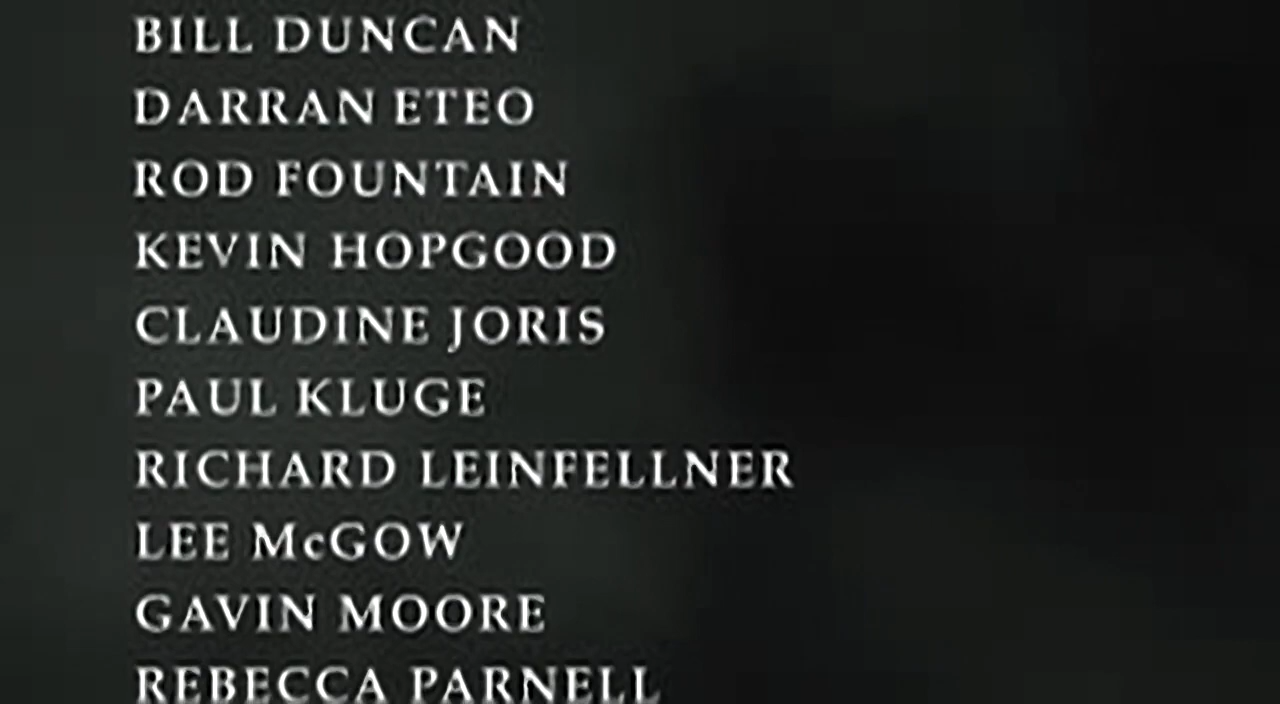 BILL DUNCAN
DARRAN ETEO
ROD FOUNTAIN
KEVIN HOPGOOD
CLAUDINE JORIS
PAUL KLUGE
RICHARD LEINFELLNER
LEE McGOW
GAVIN MOORE
REBECCA PARNELL